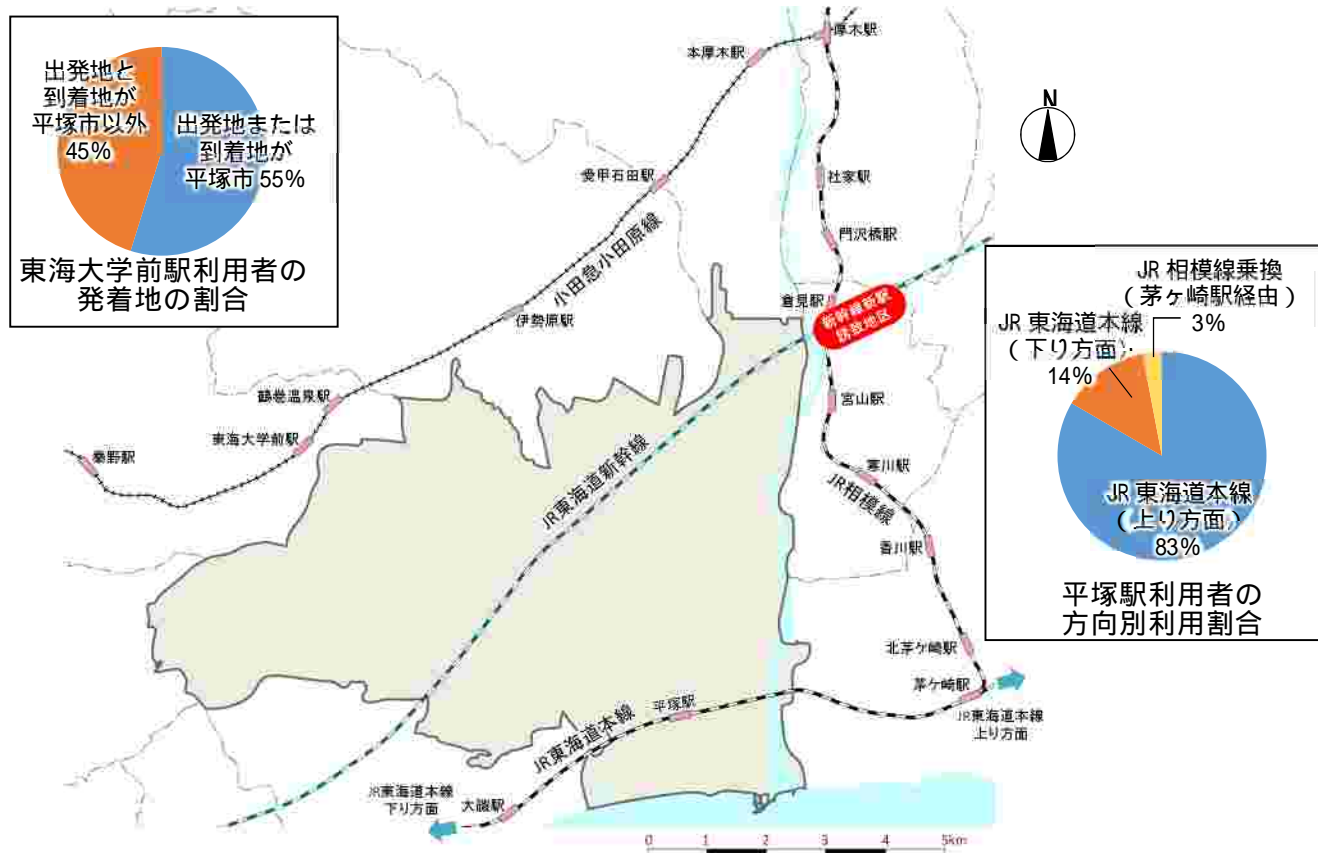 出発地と
到着地が
平塚市以外
45%
出発地または
到着地が
平塚市 55%
東海大学前駅利用者の
発着地の割合
本厚木駅
厚木駅
N
愛甲石田駅
社家駅
小田急小田原線
門沢橋駅
倉見駅
新幹線新駅
誘致地区
伊勢原駅
JR 相模線乗換
(茅ヶ崎駅経由)
3%
JR 東海道本線
(下り方面)
14%
JR 東海道本線
(上り方面)
83%
平塚駅利用者の
方向別利用割合
鶴巻温泉駅
東海大学前駅
秦野駅
宮山駅
寒川駅
JR東海道新幹線
JR相模線
香川駅
北茅ケ崎駅
茅ケ崎駅
JR東海道本線
上り方面
平塚駅
JR東海道本線
JR東海道本線
下り方面
大磯駅
0 1 2 3 4 5km